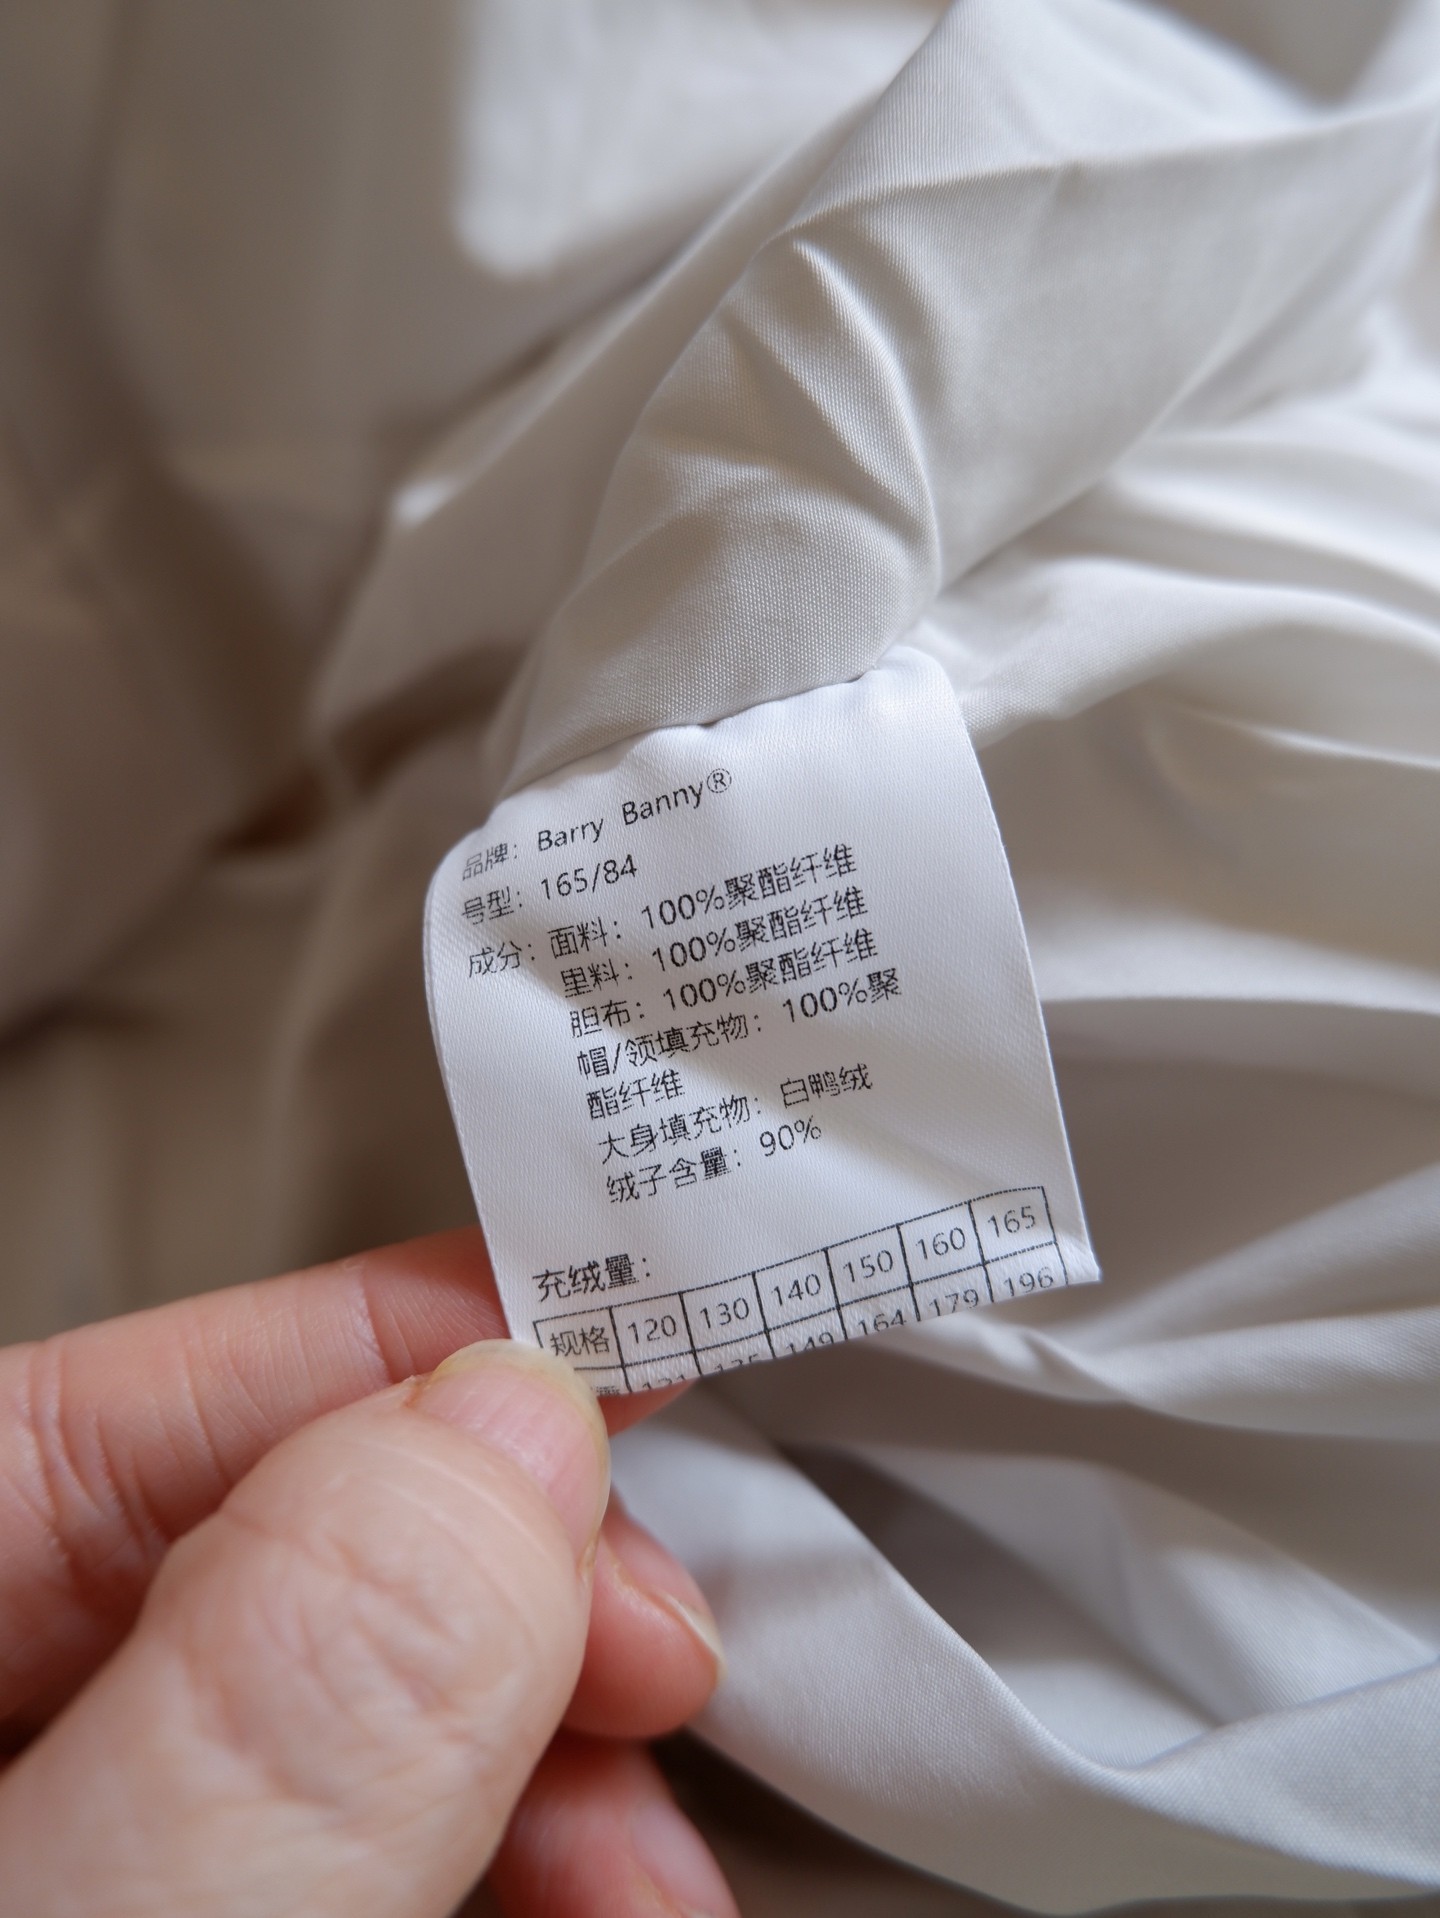 品牌: Barry Banny®
号型: 165/84
成分: 面料: 100%聚酯纤维
里料: 100%聚酯纤维
胆布: 100%聚酯纤维
帽/领填充物: 100%聚
酯纤维
大身填充物: 白鸭绒
绒子含量: 90%
充绒量:
规格 120 130 140 150 160 165
149 164 179 196